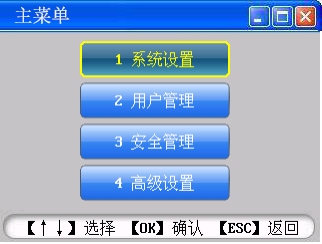 主菜单
1 系统设置
2 用户管理
3 安全管理
4 高级设置
【↑↓】选择 【OK】确认 【ESC】返回